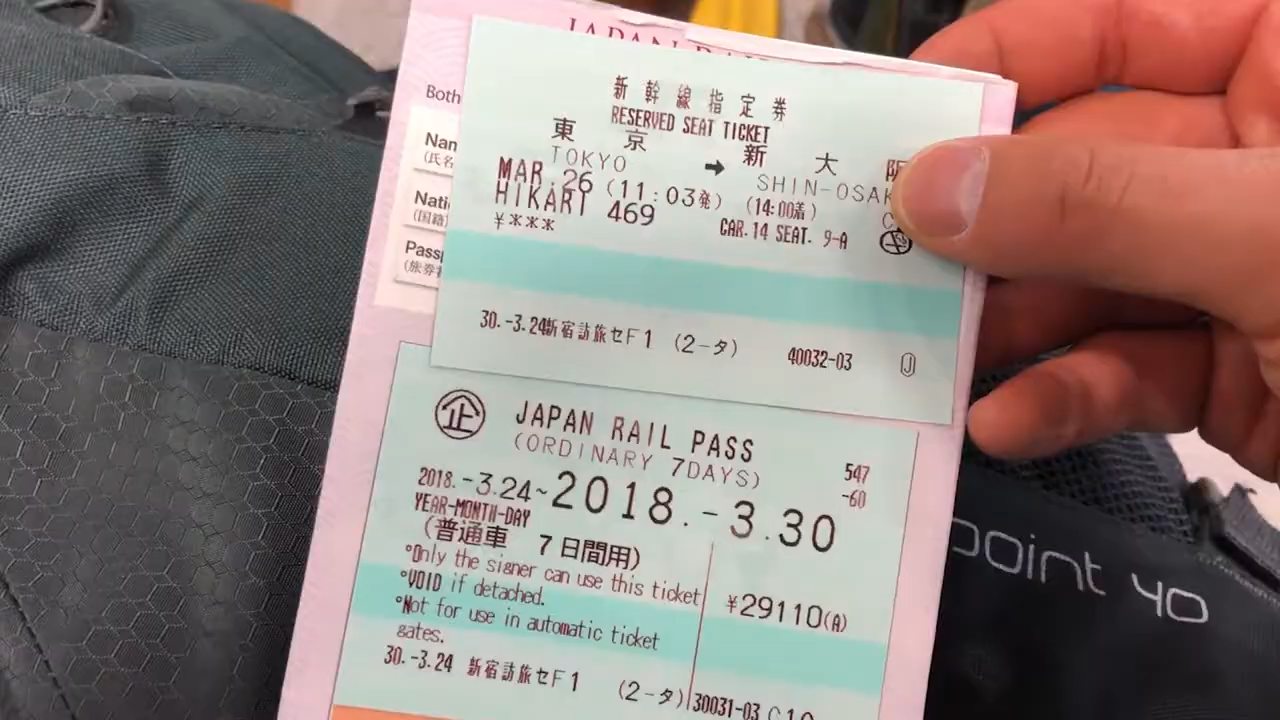 JAPAN RAI
Both
新幹線指定券
RESERVED SEAT TICKET
東京 ➡ 新大阪
TOKYO SHIN-OSAK
MAR.26 (11:03発) (14:00着) C
HIKARI 469 CAR.14 SEAT. 9-A
¥***
30.-3.24新宿訪旅セF1 (2-タ) 40032-03
Nam
(氏名
Nati
(国籍
Passp
(旅券
企 JAPAN RAIL PASS
(ORDINARY 7DAYS) 547
-60
2018.-3.24~2018.-3.30
YEAR-MONTH-DAY
(普通車 7日間用)
°Only the signer can use this ticket
°VOID if detached. ¥29110(A)
°Not for use in automatic ticket
gates.
30.-3.24 新宿訪旅セF1 (2-タ) 30031-03 C10
point 40